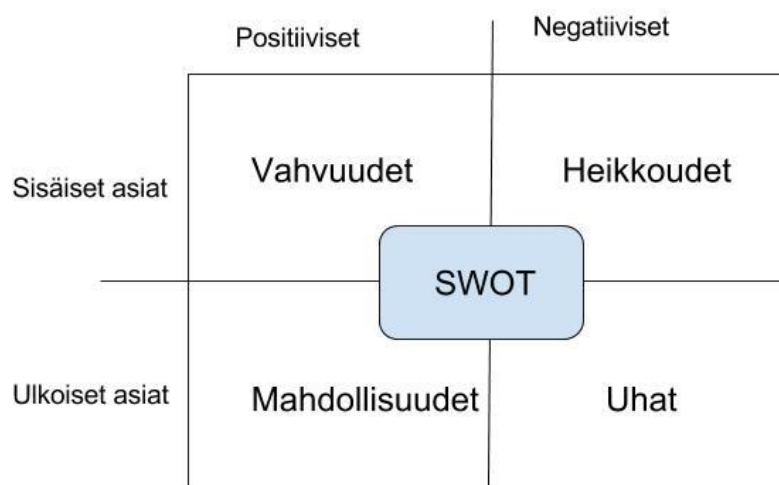 Positiiviset
Negatiiviset
Sisäiset asiat
Vahvuudet
Heikkoudet
SWOT
Ulkoiset asiat
Mahdollisuudet
Uhat